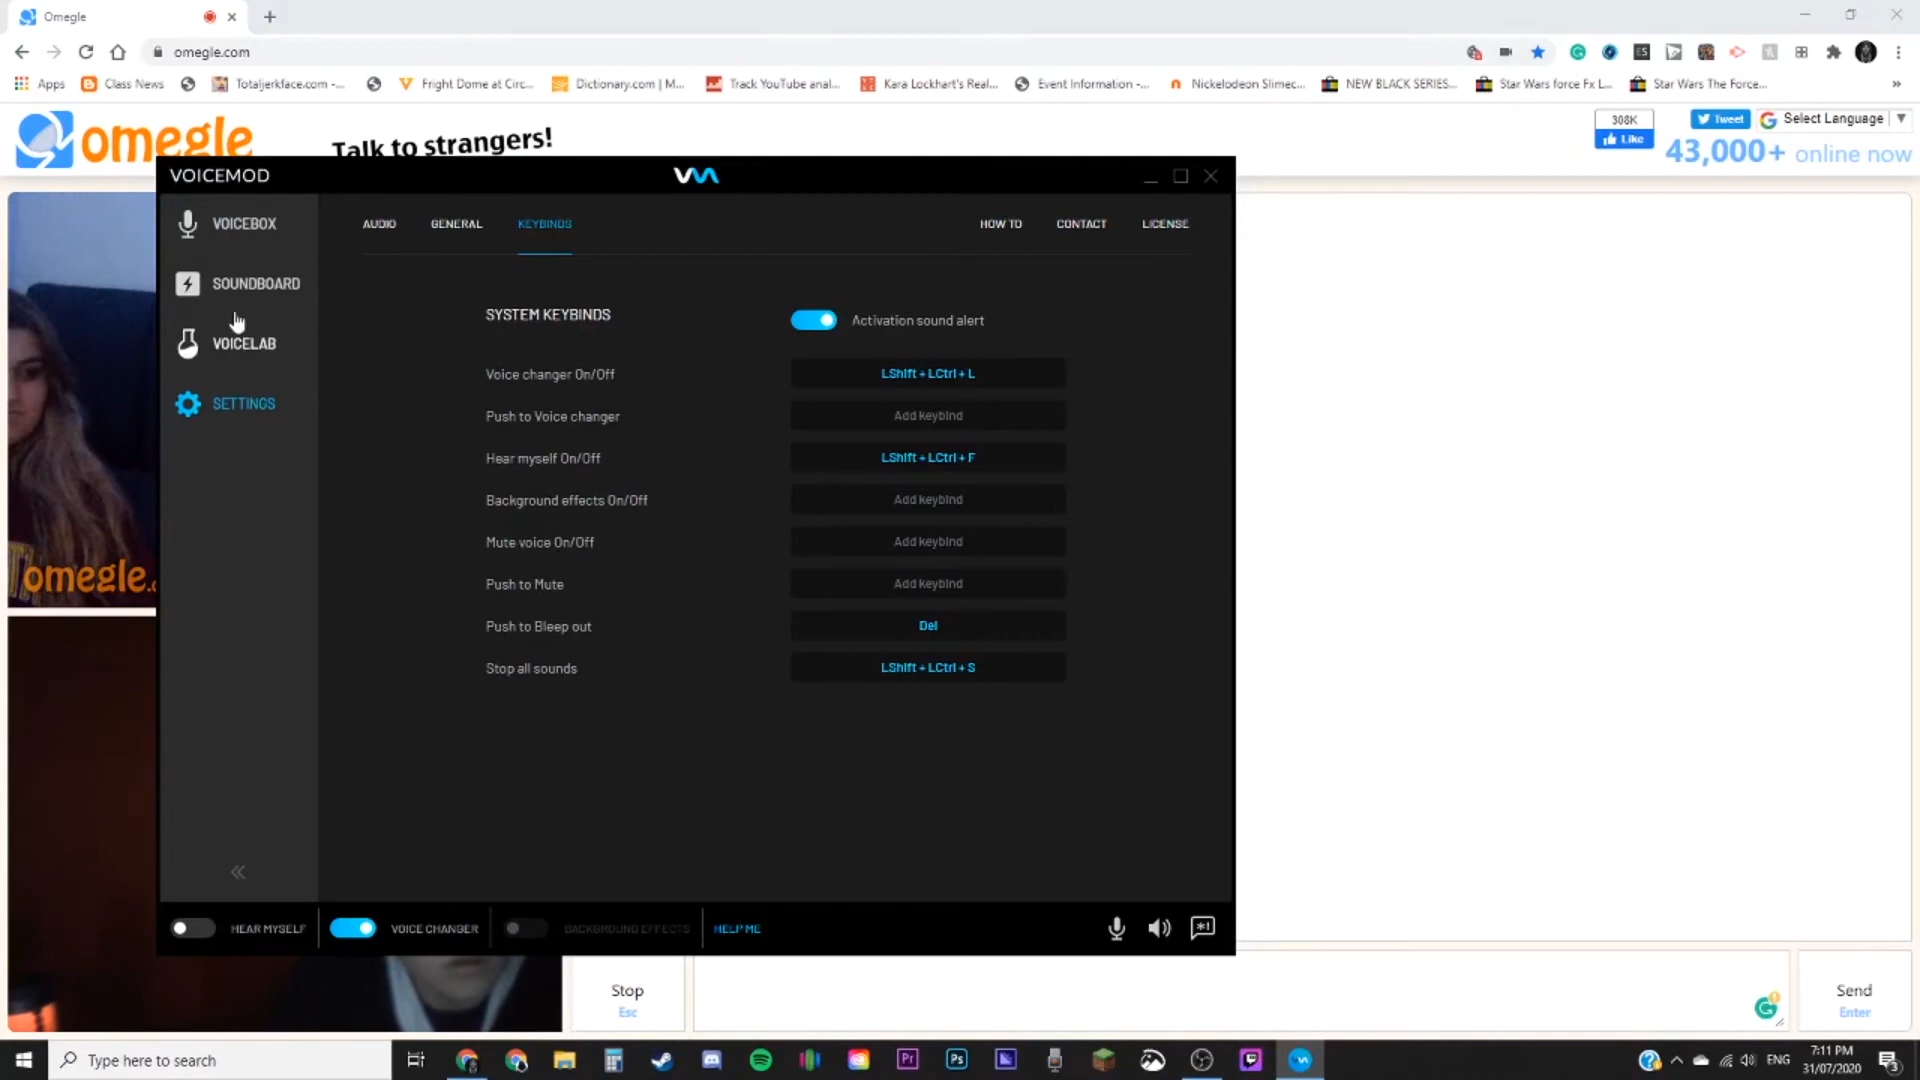 Omegle
omegle.com
Apps
Class News
Totaljerkface.com -...
Fright Dome at Circ...
Dictionary.com | M...
Track YouTube anal...
Kara Lockhart's Real...
Event Information -...
Nickelodeon Slimec...
NEW BLACK SERIES...
Star Wars force Fx L...
Star Wars The Force...
»
omegle
Talk to strangers!
308K
Like
Tweet
Select Language
43,000+ online now
VOICEMOD
VOICEBOX
SOUNDBOARD
VOICELAB
SETTINGS
AUDIO
GENERAL
KEYBINDS
HOW TO
CONTACT
LICENSE
SYSTEM KEYBINDS
Activation sound alert
Voice changer On/Off
LShift + LCtrl + L
Push to Voice changer
Add keybind
Hear myself On/Off
LShift + LCtrl + F
Background effects On/Off
Add keybind
Mute voice On/Off
Add keybind
Push to Mute
Add keybind
Push to Bleep out
Del
Stop all sounds
LShift + LCtrl + S
omegle.
HEAR MYSELF
VOICE CHANGER
BACKGROUND EFFECTS
HELP ME
Stop
Esc
Send
Enter
Type here to search
Pr
Ps
ENG
7:11 PM
31/07/2020
3